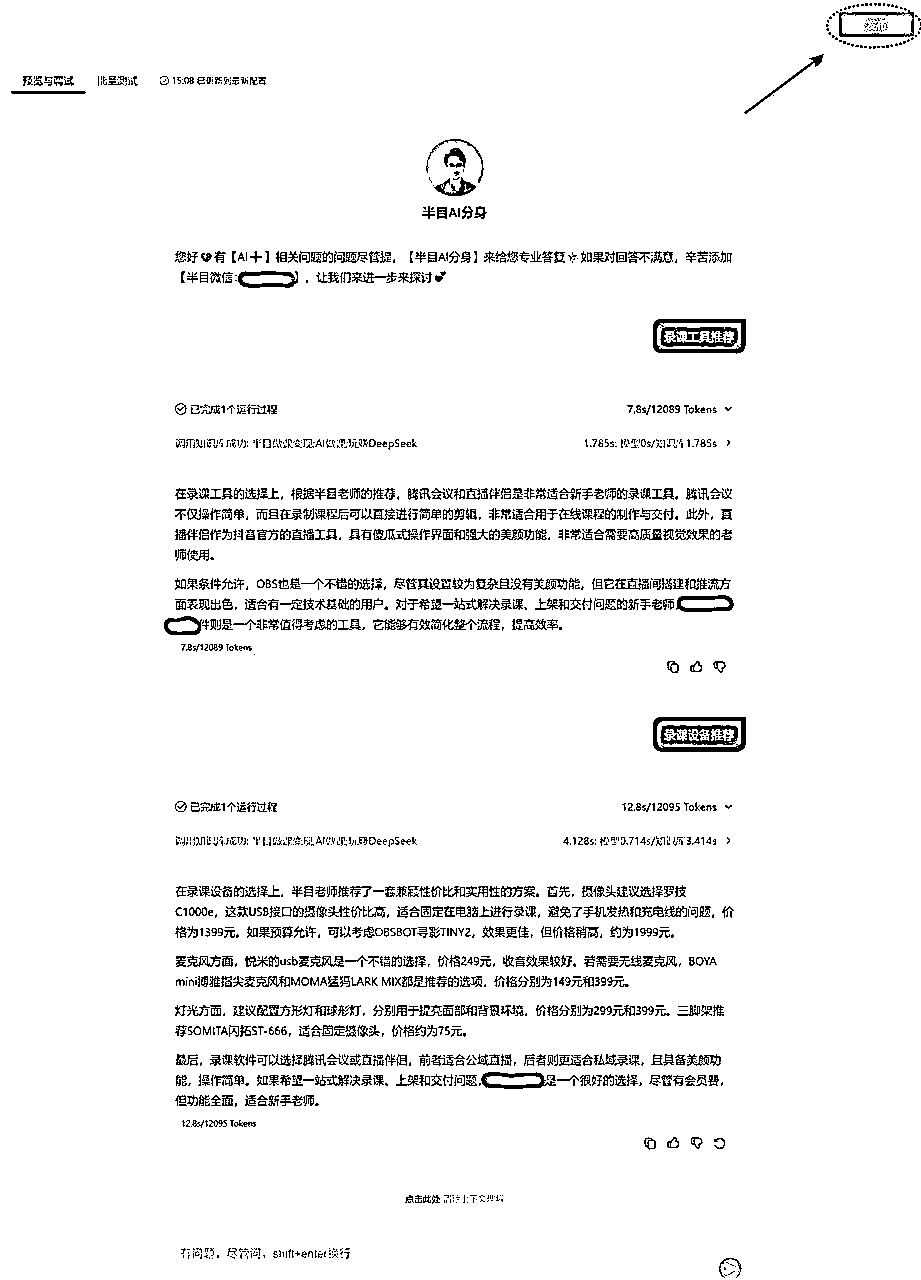 预览与调试 批量测试 15:08 已更新到最新配置
半目AI分身
您好 有【AI+】相关问题的问题尽管提，【半目AI分身】来给您专业答复 如果对回答不满意，辛苦添加
【半目微信: 】，让我们来进一步来探讨
录课工具推荐
已完成1个运行过程 7.8s/12089 Tokens
调用知识库成功: 半目做课变现,AI做课,玩赚DeepSeek 1.785s: 模型0s/知识库1.785s
在录课工具的选择上，根据半目老师的推荐，腾讯会议和直播伴侣是非常适合新手老师的录课工具。腾讯会议
不仅操作简单，而且在录制课程后可以直接进行简单的剪辑，非常适合用于在线课程的制作与交付。此外，直
播伴侣作为抖音官方的直播工具，具有傻瓜式操作界面和强大的美颜功能，非常适合需要高质量视觉效果的老
师使用。
如果条件允许，OBS也是一个不错的选择，尽管其设置较为复杂且没有美颜功能，但它在直播间搭建和推流方
面表现出色，适合有一定技术基础的用户。对于希望一站式解决录课、上架和交付问题的新手老师
件则是一个非常值得考虑的工具，它能够有效简化整个流程，提高效率。
7.8s/12089 Tokens
录课设备推荐
已完成1个运行过程 12.8s/12095 Tokens
调用知识库成功: 半目做课变现,AI做课,玩赚DeepSeek 4.128s: 模型0.714s/知识库3.414s
在录课设备的选择上，半目老师推荐了一套兼顾性价比和实用性的方案。首先，摄像头建议选择罗技
C1000e，这款USB接口的摄像头性价比高，适合固定在电脑上进行录课，避免了手机发热和充电线的问题，价
格为1399元。如果预算允许，可以考虑OBSBOT寻影TINY2，效果更佳，但价格稍高，约为1999元。
麦克风方面，悦米的usb麦克风是一个不错的选择，价格249元，收音效果较好。若需要无线麦克风，BOYA
mini博雅指尖麦克风和MOMA猛犸LARK MIX都是推荐的选项，价格分别为149元和399元。
灯光方面，建议配置方形灯和球形灯，分别用于提亮面部和背景环境，价格分别为299元和399元。三脚架推
荐SOMITA闪拓ST-666，适合固定摄像头，价格约为75元。
最后，录课软件可以选择腾讯会议或直播伴侣，前者适合公域直播，后者则更适合私域录课，且具备美颜功
能，操作简单。如果希望一站式解决录课、上架和交付问题， 是一个很好的选择，尽管有会员费，
但功能全面，适合新手老师。
12.8s/12095 Tokens
点击此处
有问题，尽管问，shift+enter换行